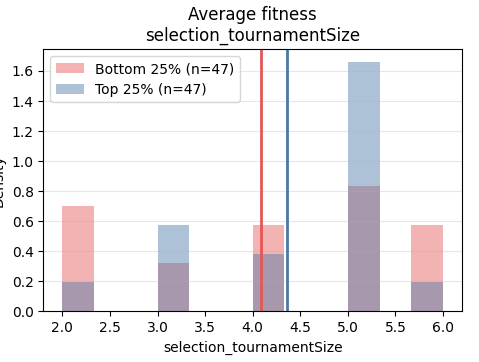 Average fitness
selection_tournamentSize
Bottom 25% (n=47)
Top 25% (n=47)
Density
1.6
1.4
1.2
1.0
0.8
0.6
0.4
0.2
0.0
2.0 2.5 3.0 3.5 4.0 4.5 5.0 5.5 6.0
selection_tournamentSize